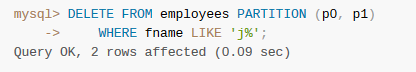 mysql> DELETE FROM employees PARTITION (p0, p1)
    ->     WHERE fname LIKE 'j%';
Query OK, 2 rows affected (0.09 sec)